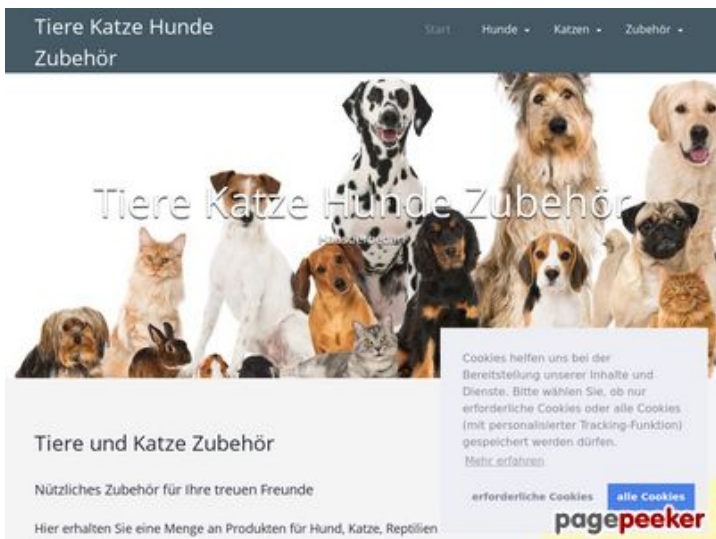 Tiere Katze Hunde
Zubehör
Start Hunde Katzen Zubehör
Tiere Katze Hunde Zubehör
Tiere und Katze Zubehör
Nützliches Zubehör für Ihre treuen Freunde
Hier erhalten Sie eine Menge an Produkten für Hund, Katze, Reptilien
Cookies helfen uns bei der
Bereitstellung unserer Inhalte und
Dienste. Bitte wählen Sie, ob nur
erforderliche Cookies oder alle Cookies
(mit personalisierter Tracking-Funktion)
gespeichert werden dürfen.
Mehr erfahren
erforderliche Cookies alle Cookies
pagepeeker